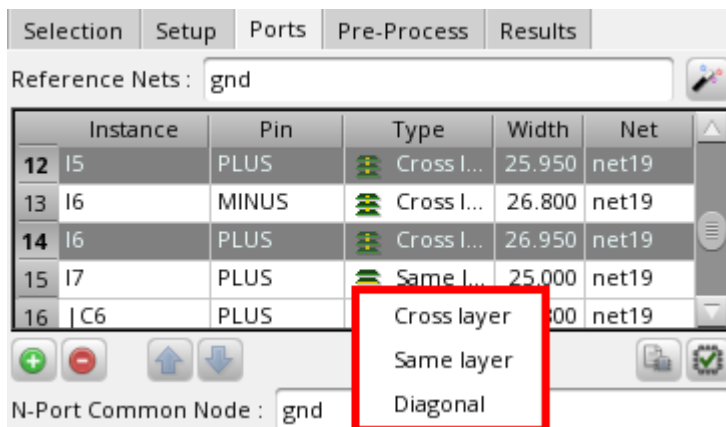 Selection Setup Ports Pre-Process Results
Reference Nets : gnd
Instance Pin Type Width Net
12 I5 PLUS Cross l... 25.950 net19
13 I6 MINUS Cross l... 26.800 net19
14 I6 PLUS Cross l... 26.950 net19
15 I7 PLUS Same l... 25.000 net19
16 |C6 PLUS 800 net19
Cross layer
Same layer
N-Port Common Node : gnd
Diagonal